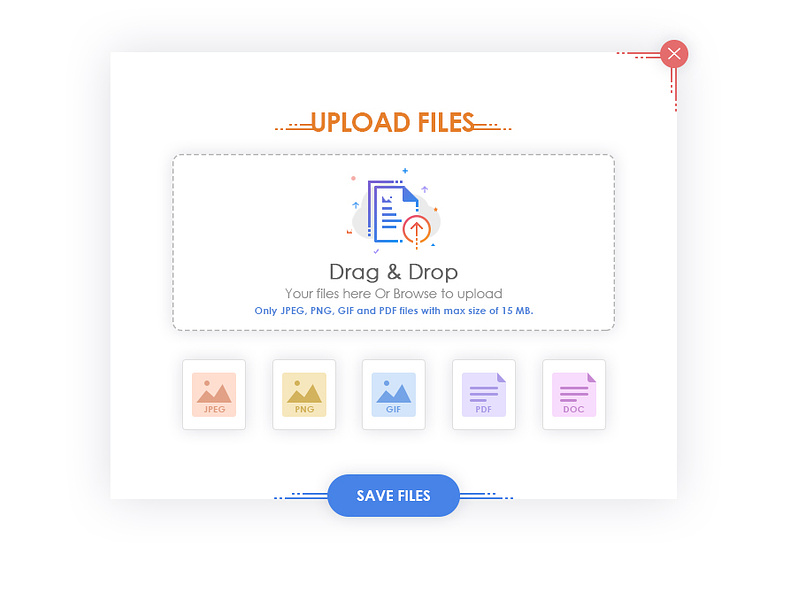 UPLOAD FILES
Drag & Drop
Your files here Or Browse to upload
Only JPEG, PNG, GIF and PDF files with max size of 15 MB.
JPEG PNG GIF PDF DOC
SAVE FILES